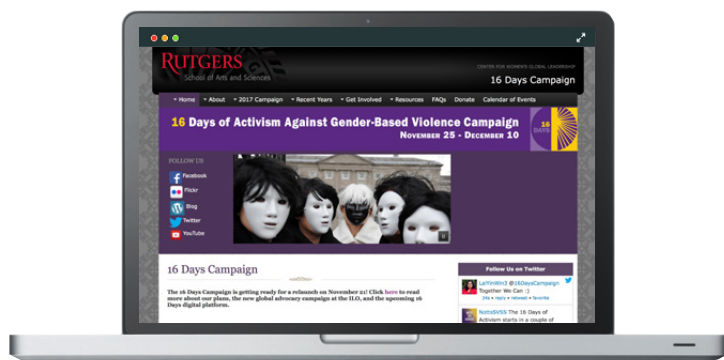 RUTGERS
School of Arts and Sciences
CENTER FOR WOMEN'S GLOBAL LEADERSHIP
16 Days Campaign
Home About 2017 Campaign Recent Years Get Involved Resources FAQs Donate Calendar of Events
16 Days of Activism Against Gender-Based Violence Campaign
NOVEMBER 25 - DECEMBER 10
16
DAYS
FOLLOW US
Facebook
Flickr
Blog
Twitter
YouTube
16 Days Campaign
The 16 Days Campaign is getting ready for a relaunch on November 21! Click here to read
more about our plans, the new global advocacy campaign at the ILO, and the upcoming 16
Days digital platform.
Follow Us on Twitter
LaiYinWin3 @16DaysCampaign
Together We Can :)
24s • reply • retweet • favorite
NottsSVSS The 16 Days of
Activism starts in a couple of